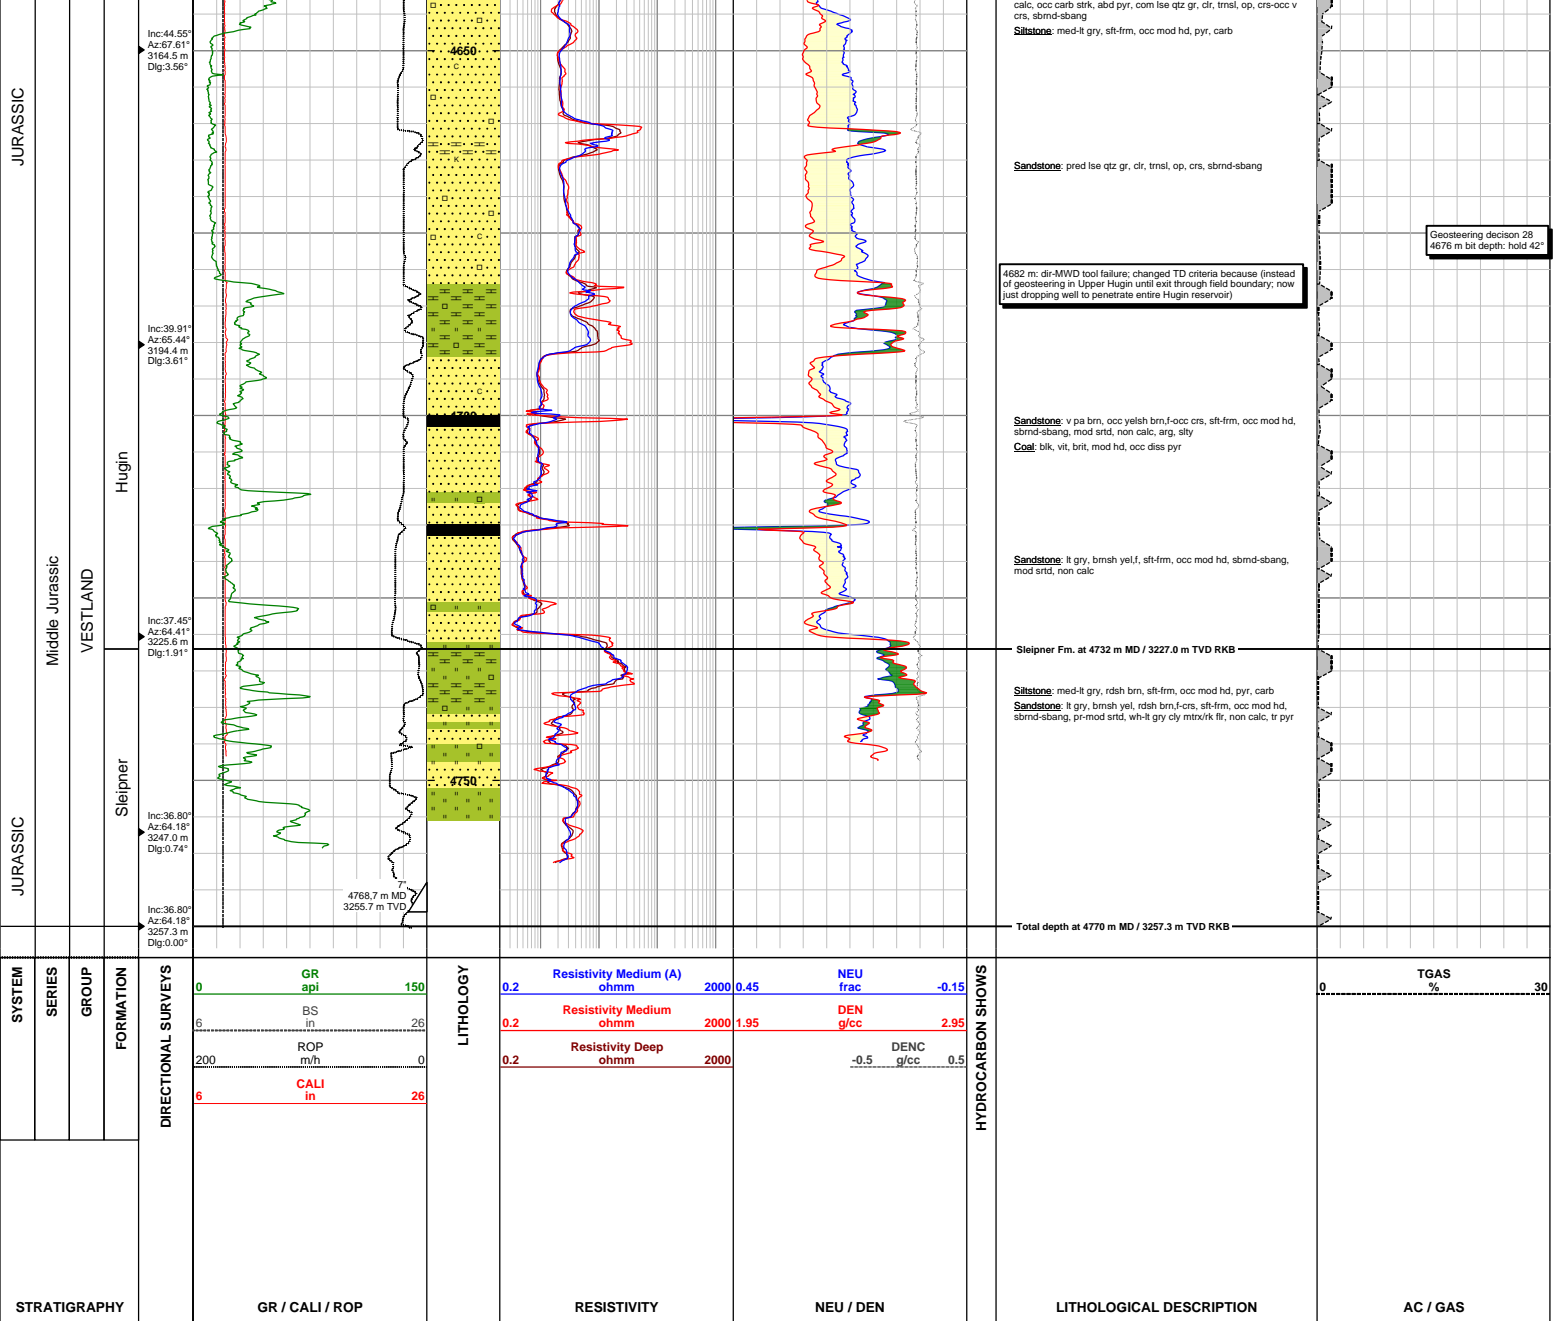 calc, occ carb strk, abd pyr, com lse qtz gr, clr, trnsl, op, crs-occ v
crs, sbrnd-sbang
Siltstone: med-lt gry, sft-frm, occ mod hd, pyr, carb
Inc:44.55°
Az:67.61°
3164.5 m
Dlg:3.56°
4650
C
K
JURASSIC
Sandstone: pred lse qtz gr, clr, trnsl, op, crs, sbrnd-sbang
C
Geosteering decison 28
4676 m bit depth: hold 42°
4682 m: dir-MWD tool failure; changed TD criteria because (instead
of geosteering in Upper Hugin until exit through field boundary; now
just dropping well to penetrate entire Hugin reservoir)
Inc:39.91°
Az:65.44°
3194.4 m
Dlg:3.61°
C
4700
Sandstone: v pa brn, occ yelsh brn,f-occ crs, sft-frm, occ mod hd,
sbrnd-sbang, mod srtd, non calc, arg, slty
Coal: blk, vit, brit, mod hd, occ diss pyr
Hugin
Middle Jurassic
VESTLAND
Sandstone: lt gry, brnsh yel,f, sft-frm, occ mod hd, sbrnd-sbang,
mod srtd, non calc
Inc:37.45°
Az:64.41°
3225.6 m
Dlg:1.91°
Sleipner Fm. at 4732 m MD / 3227.0 m TVD RKB
Siltstone: med-lt gry, rdsh brn, sft-frm, occ mod hd, pyr, carb
Sandstone: lt gry, brnsh yel, rdsh brn,f-crs, sft-frm, occ mod hd,
sbrnd-sbang, pr-mod srtd, wh-lt gry cly mtrx/rk flr, non calc, tr pyr
4750
Sleipner
JURASSIC
Inc:36.80°
Az:64.18°
3247.0 m
Dlg:0.74°
7"
4768,7 m MD
3255.7 m TVD
Inc:36.80°
Az:64.18°
3257.3 m
Dlg:0.00°
Total depth at 4770 m MD / 3257.3 m TVD RKB
SYSTEM
SERIES
GROUP
FORMATION
DIRECTIONAL SURVEYS
GR
0 api 150
BS
6 in 26
ROP
200 m/h 0
CALI
6 in 26
LITHOLOGY
Resistivity Medium (A)
0.2 ohmm 2000
Resistivity Medium
0.2 ohmm 2000
Resistivity Deep
0.2 ohmm 2000
NEU
0.45 frac -0.15
DEN
1.95 g/cc 2.95
DENC
-0.5 g/cc 0.5
HYDROCARBON SHOWS
TGAS
0 % 30
STRATIGRAPHY
GR / CALI / ROP
RESISTIVITY
NEU / DEN
LITHOLOGICAL DESCRIPTION
AC / GAS